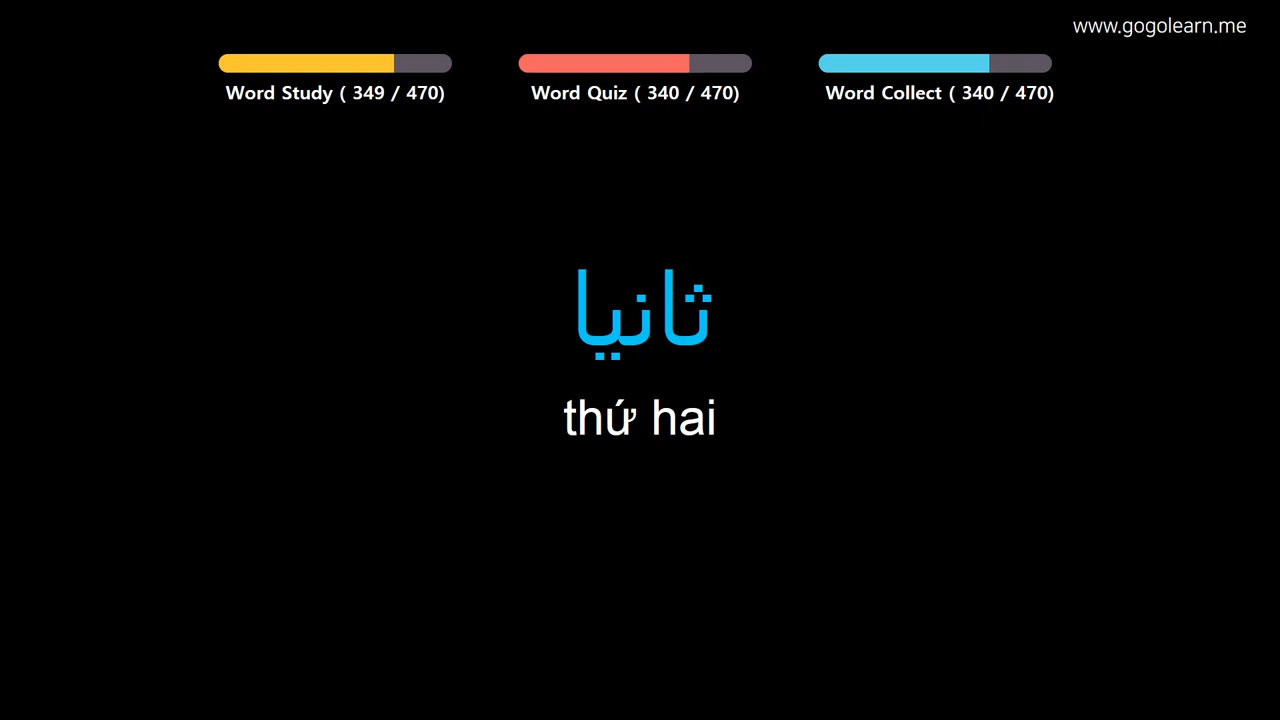 www.gogolearn.me
Word Study ( 349 / 470)
Word Quiz ( 340 / 470)
Word Collect ( 340 / 470)
ثانيا
thứ hai